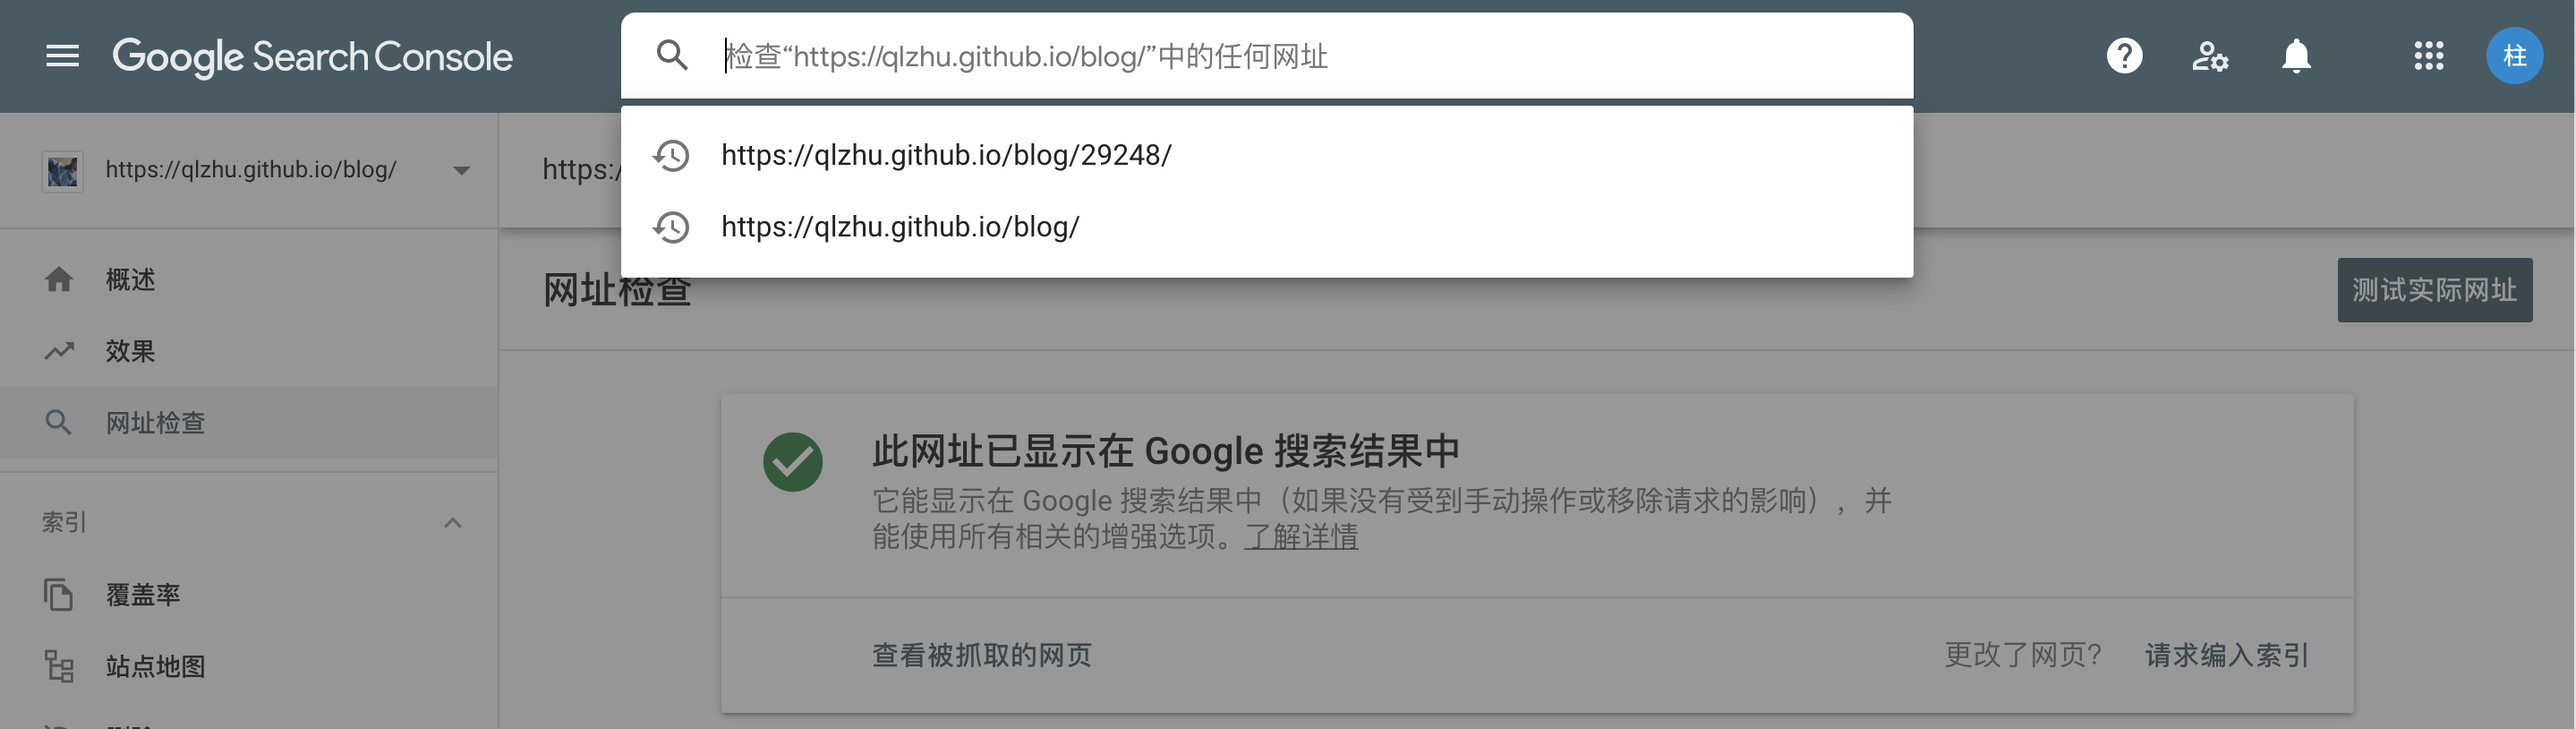 Google Search Console
检查“https://qlzhu.github.io/blog/”中的任何网址
柱
https://qlzhu.github.io/blog/29248/
https://qlzhu.github.io/blog/
https://qlzhu.github.io/blog/
https:/
概述
效果
网址检查
索引
覆盖率
站点地图
网址检查
测试实际网址
此网址已显示在 Google 搜索结果中
它能显示在 Google 搜索结果中（如果没有受到手动操作或移除请求的影响），并
能使用所有相关的增强选项。了解详情
查看被抓取的网页
更改了网页？
请求编入索引